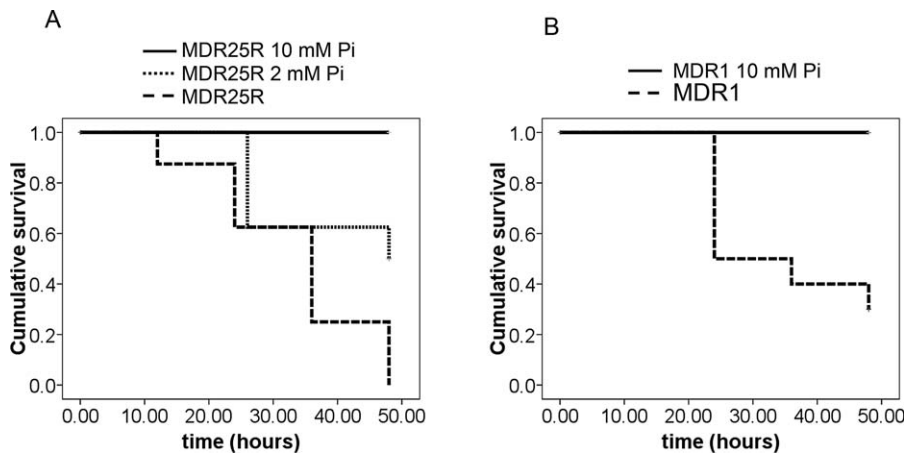 A
MDR25R 10 mM Pi
MDR25R 2 mM Pi
MDR25R
Cumulative survival
1.0
0.8
0.6
0.4
0.2
0.0
0.00 10.00 20.00 30.00 40.00 50.00
time (hours)
B
MDR1 10 mM Pi
MDR1
Cumulative survival
1.0
0.8
0.6
0.4
0.2
0.0
0.00 10.00 20.00 30.00 40.00 50.00
time (hours)